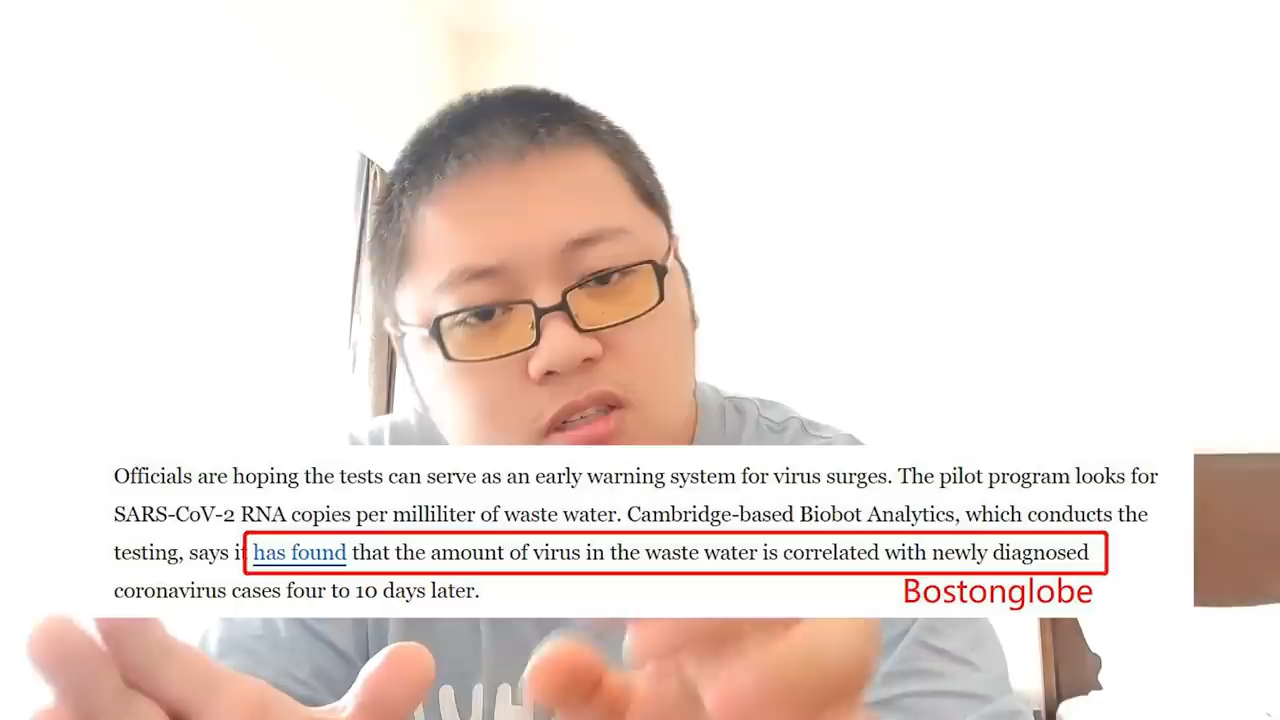 Officials are hoping the tests can serve as an early warning system for virus surges. The pilot program looks for
SARS-CoV-2 RNA copies per milliliter of waste water. Cambridge-based Biobot Analytics, which conducts the
testing, says it has found that the amount of virus in the waste water is correlated with newly diagnosed
coronavirus cases four to 10 days later.
Bostonglobe